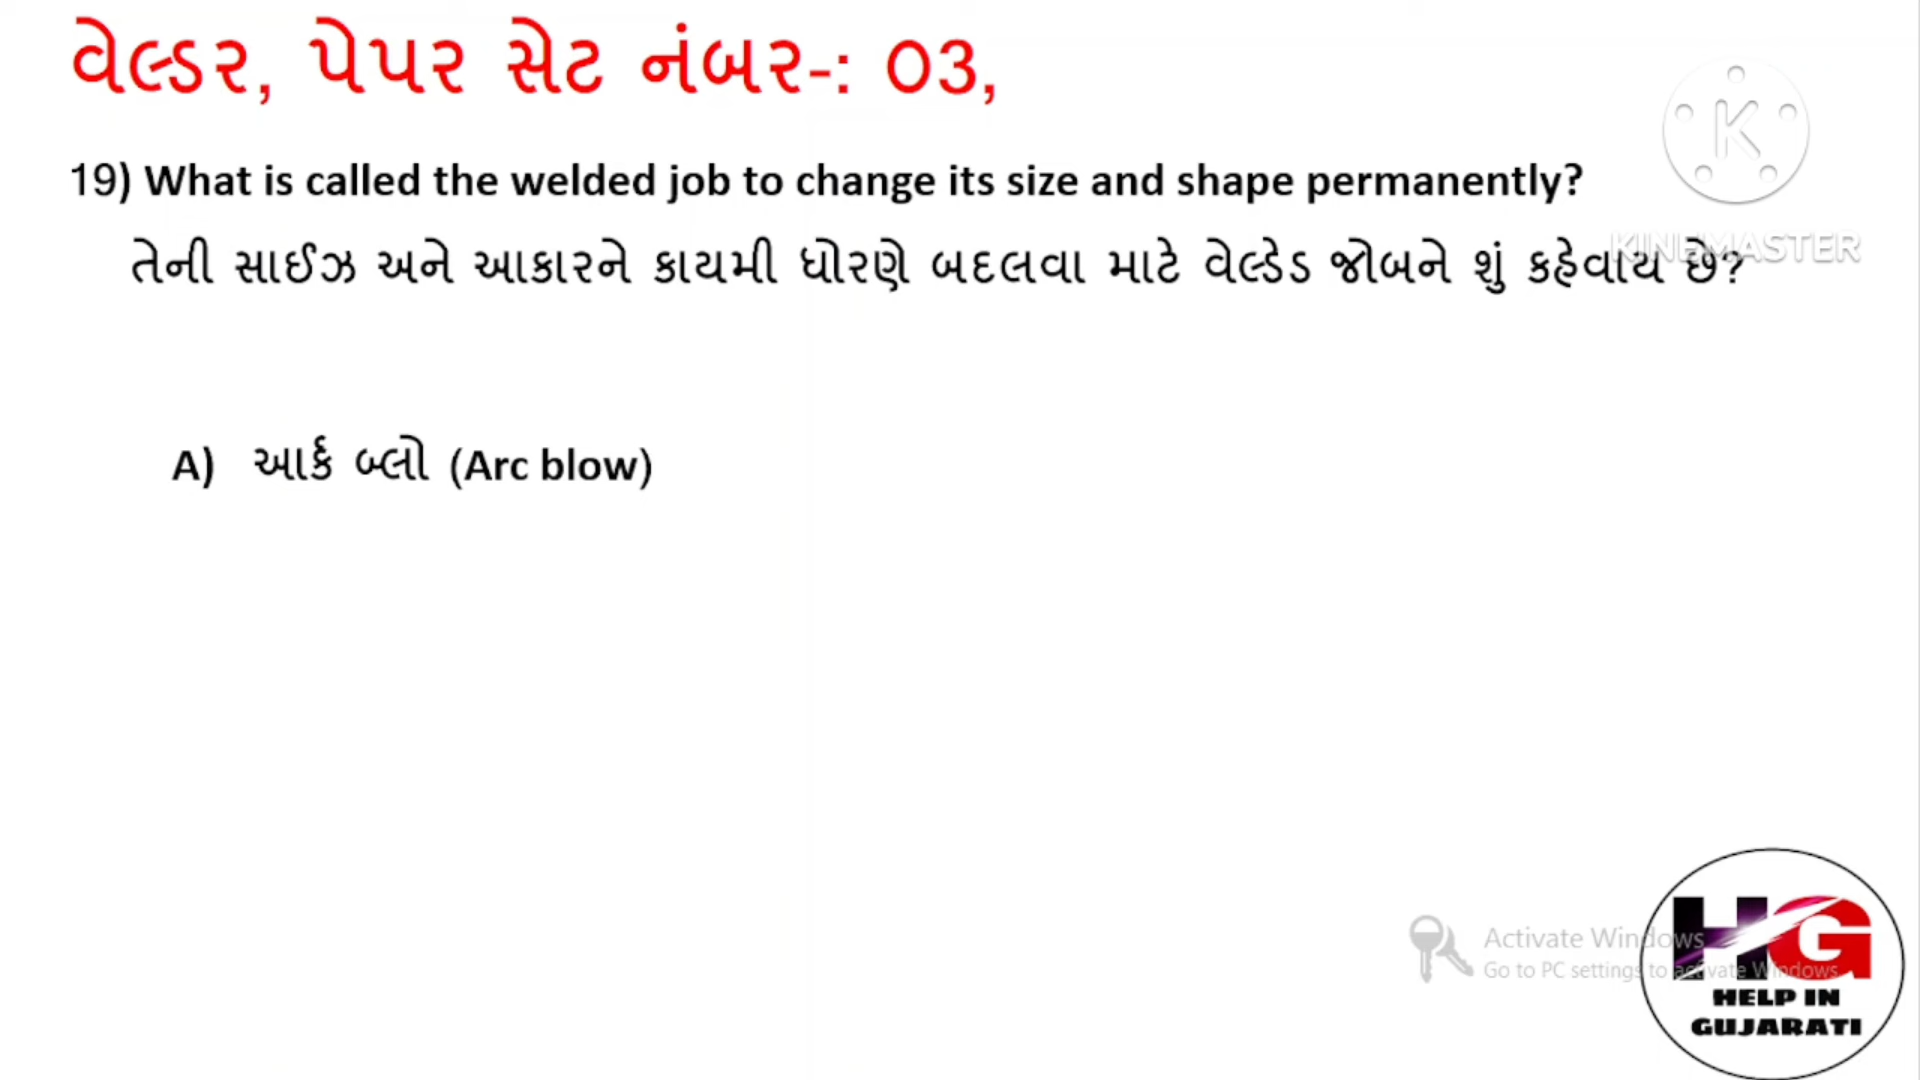 વેલ્ડર, પેપર સેટ નંબર-: 03,
K
KINEMASTER
19) What is called the welded job to change its size and shape permanently?
તેની સાઈઝ અને આકારને કાયમી ધોરણે બદલવા માટે વેલ્ડેડ જોબને શું કહેવાય છે?
A) આર્ક બ્લો (Arc blow)
Activate Windows
Go to PC settings to activate Windows.
HG
HELP IN
GUJARATI